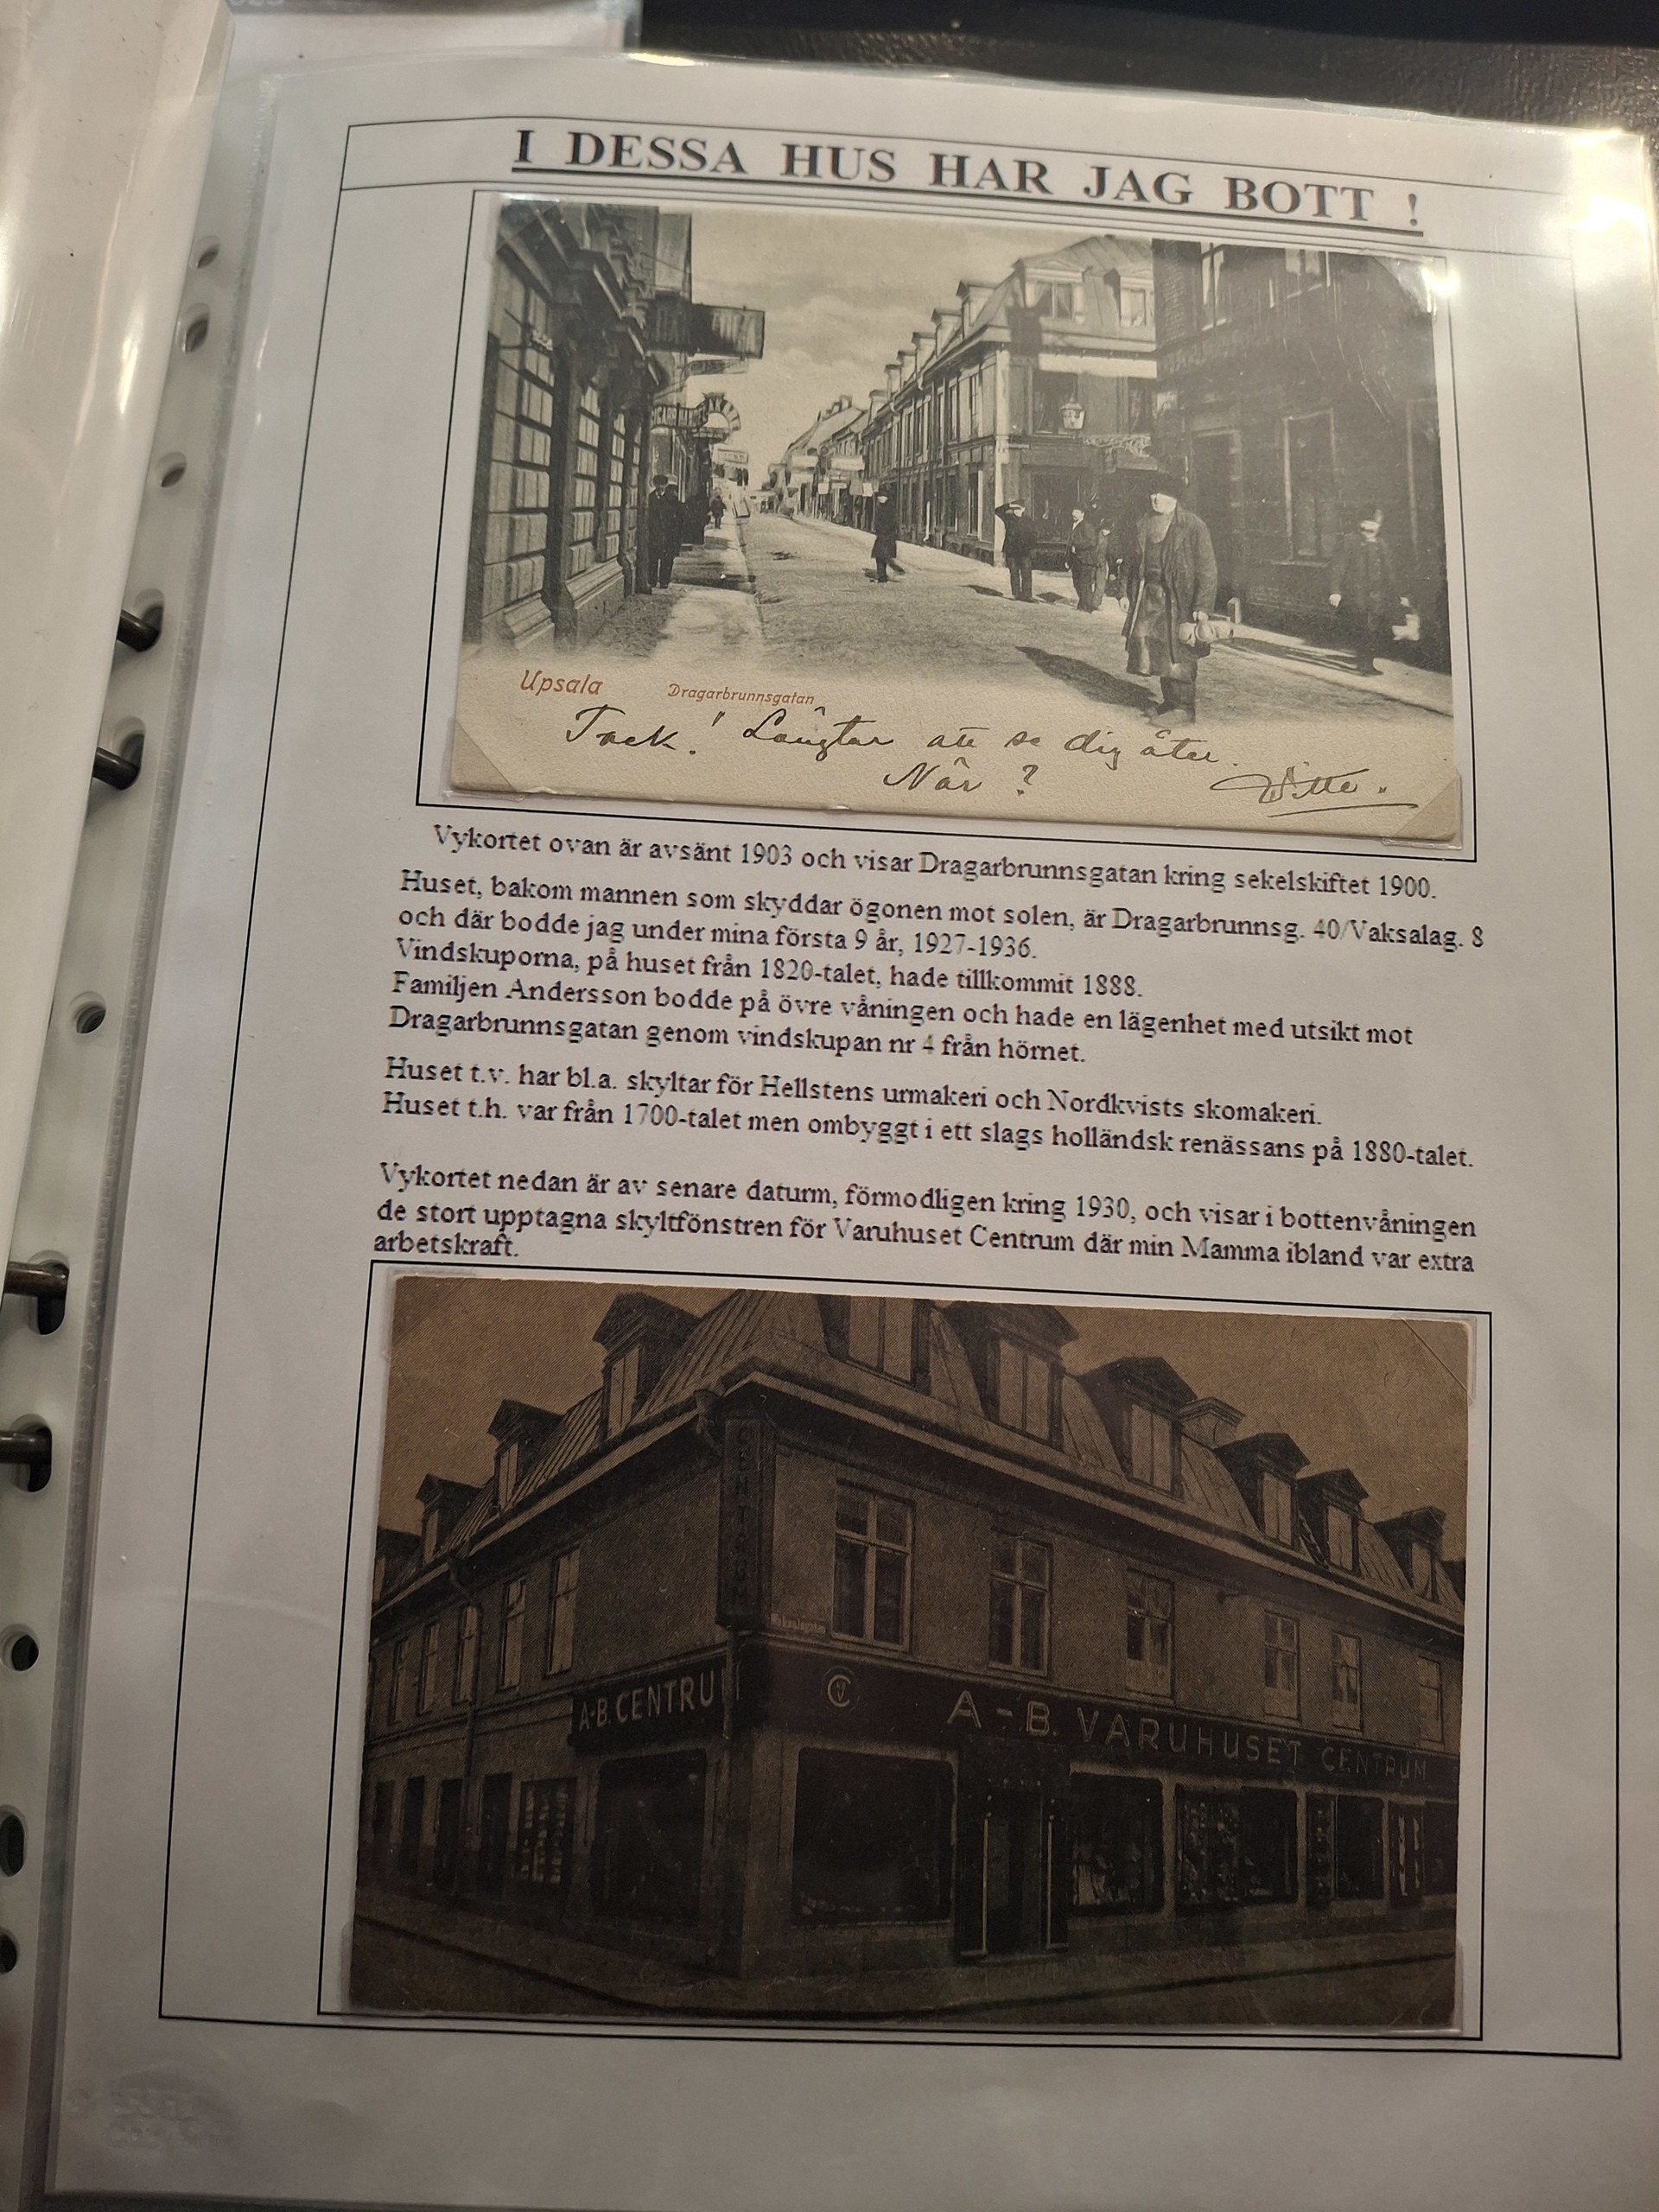 I DESSA HUS HAR JAG BOTT !
Upsala
Dragarbrunnsgatan
Tack! Längtar att se dig åter.
När ?
Vykortet ovan är avsänt 1903 och visar Dragarbrunnsgatan kring sekelskiftet 1900.
Huset, bakom mannen som skyddar ögonen mot solen, är Dragarbrunnsg. 40/Vaksalag. 8
och där bodde jag under mina första 9 år, 1927-1936.
Vindskuporna, på huset från 1820-talet, hade tillkommit 1888.
Familjen Andersson bodde på övre våningen och hade en lägenhet med utsikt mot
Dragarbrunnsgatan genom vindskupan nr 4 från hörnet.
Huset t.v. har bl.a. skyltar för Hellstens urmakeri och Nordkvists skomakeri.
Huset t.h. var från 1700-talet men ombyggt i ett slags holländsk renässans på 1880-talet.
Vykortet nedan är av senare daturm, förmodligen kring 1930, och visar i bottenvåningen
de stort upptagna skyltfönstren för Varuhuset Centrum där min Mamma ibland var extra
arbetskraft.
CENTRUM
Vaksalagatan
A-B. CENTRU
CV
A-B. VARUHUSET CENTRUM